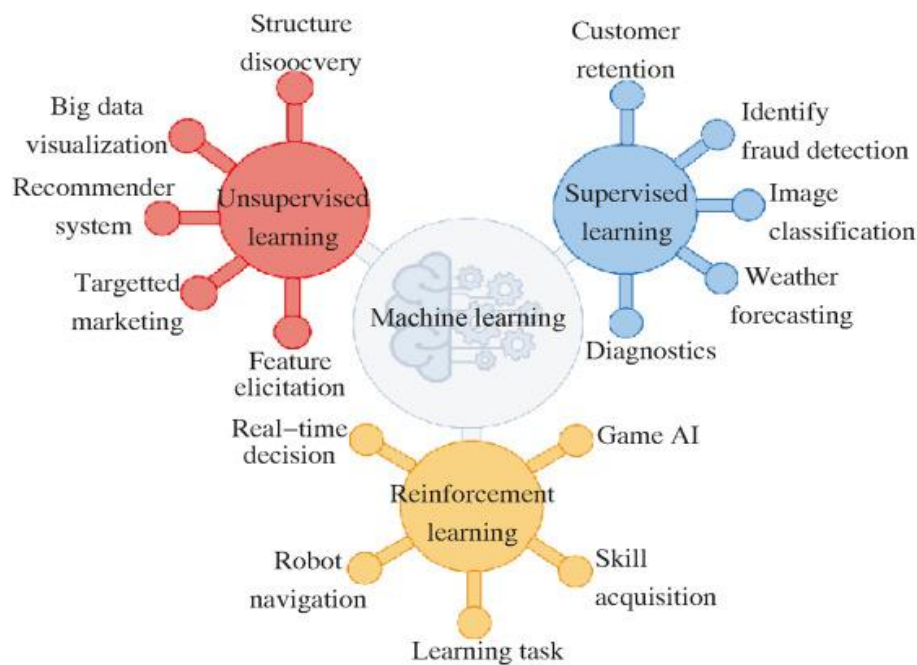 Structure
disoocvery
Big data
visualization
Recommender
system
Targetted
marketing
Feature
elicitation
Unsupervised
learning
Customer
retention
Identify
fraud detection
Image
classification
Weather
forecasting
Diagnostics
Supervised
learning
Machine learning
Real-time
decision
Game AI
Reinforcement
learning
Robot
navigation
Skill
acquisition
Learning task